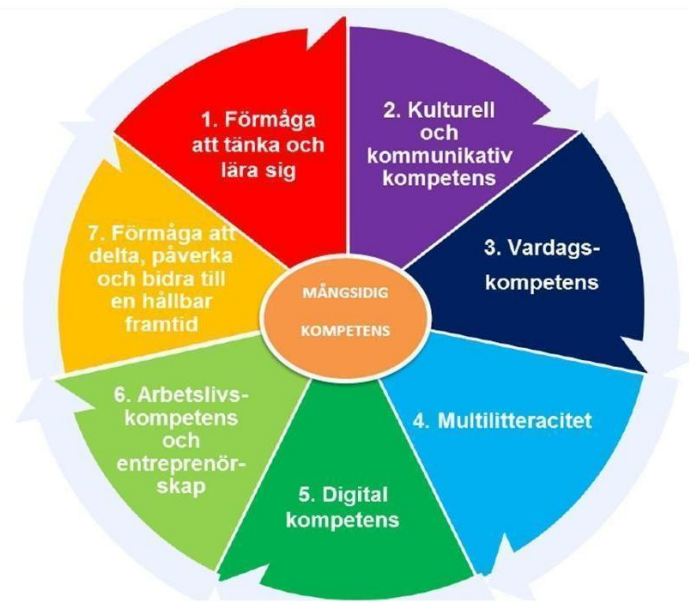 1. Förmåga
att tänka och
lära sig
2. Kulturell
och
kommunikativ
kompetens
3. Vardags-
kompetens
4. Multilitteracitet
5. Digital
kompetens
6. Arbetslivs-
kompetens
och
entreprenör-
skap
7. Förmåga att
delta, påverka
och bidra till
en hållbar
framtid
MÅNGSIDIG
KOMPETENS